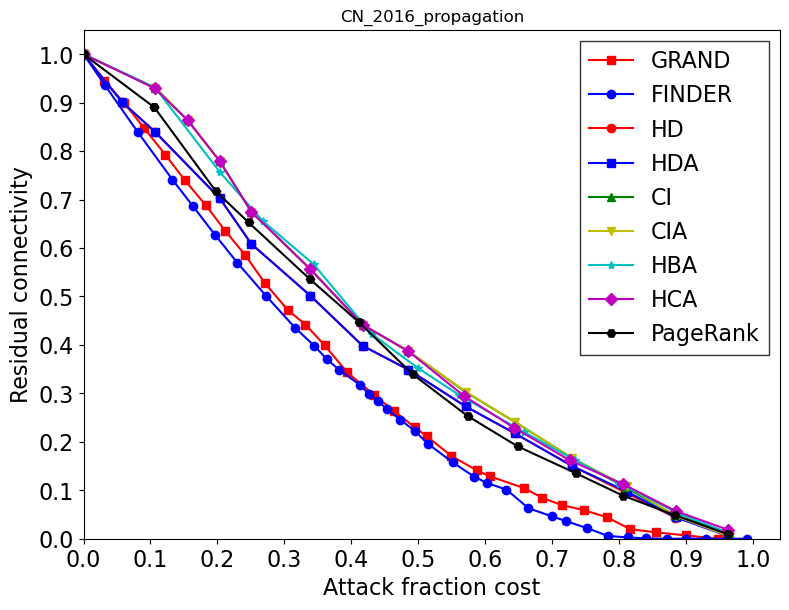 CN_2016_propagation
Residual connectivity
1.0
0.9
0.8
0.7
0.6
0.5
0.4
0.3
0.2
0.1
0.0
GRAND
FINDER
HD
HDA
CI
CIA
HBA
HCA
PageRank
0.0 0.1 0.2 0.3 0.4 0.5 0.6 0.7 0.8 0.9 1.0
Attack fraction cost